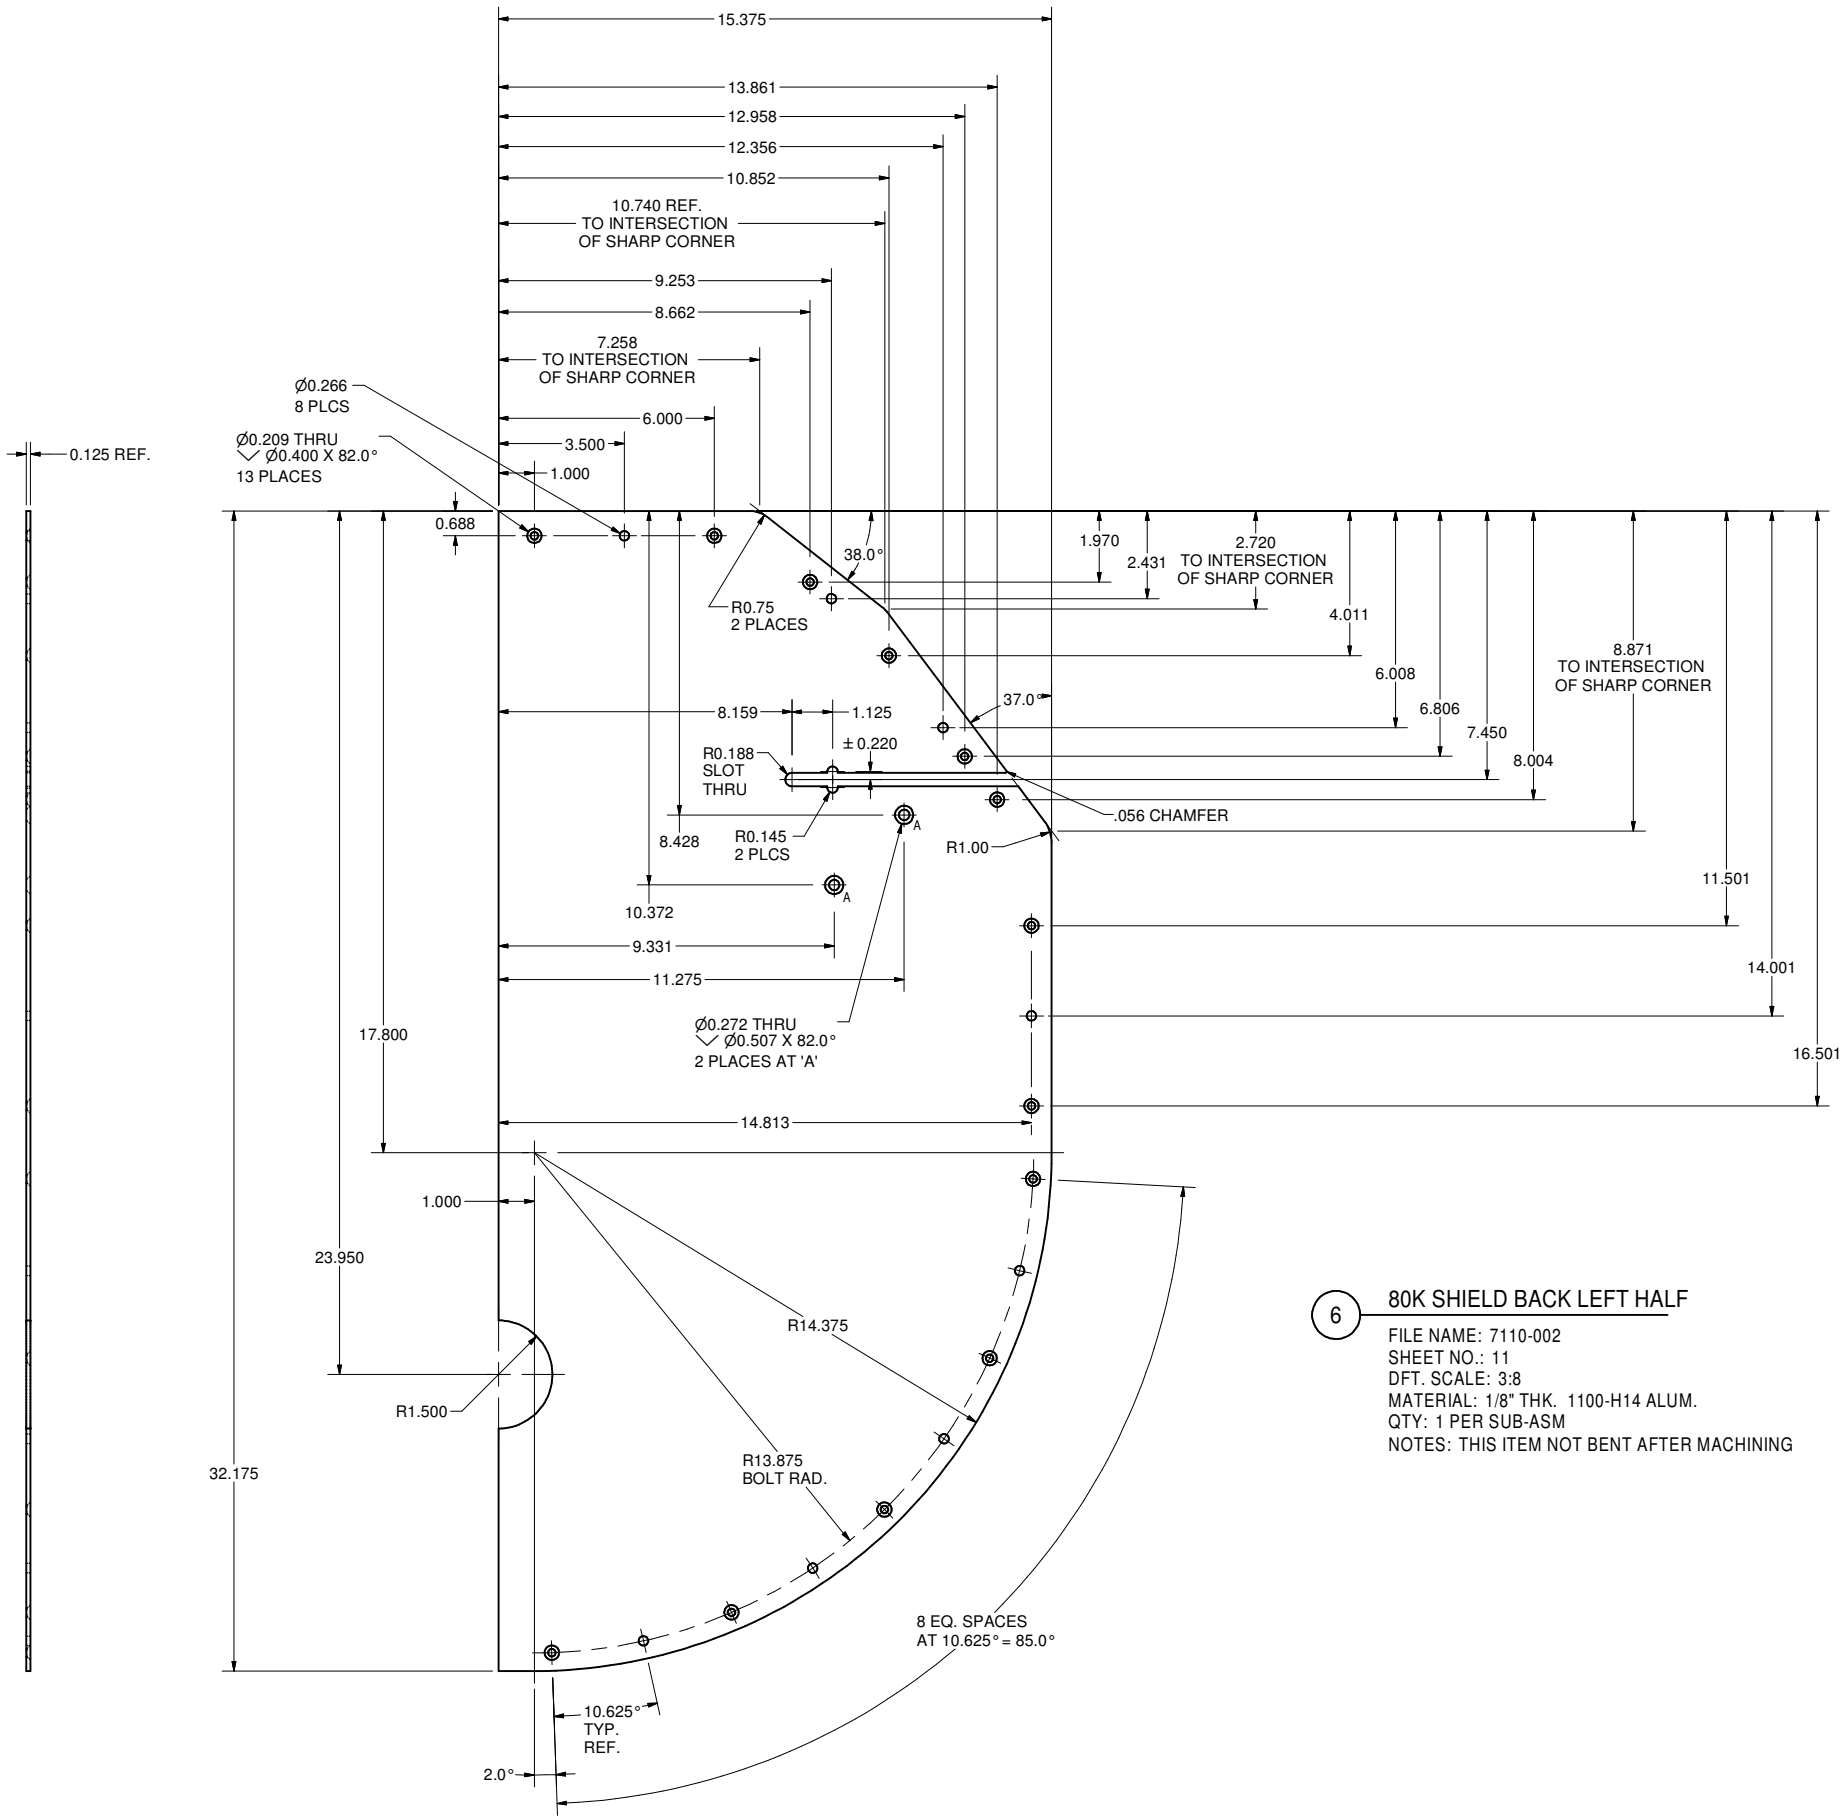 15.375
13.861
12.958
12.356
10.852
10.740 REF.
TO INTERSECTION
OF SHARP CORNER
9.253
8.662
7.258
TO INTERSECTION
OF SHARP CORNER
Ø0.266
8 PLCS
6.000
3.500
1.000
Ø0.209 THRU
⌵ Ø0.400 X 82.0°
13 PLACES
0.125 REF.
0.688
38.0°
1.970
2.431
2.720
TO INTERSECTION
OF SHARP CORNER
R0.75
2 PLACES
4.011
8.871
TO INTERSECTION
OF SHARP CORNER
6.008
37.0°
6.806
8.159
1.125
7.450
± 0.220
R0.188
SLOT
THRU
8.004
.056 CHAMFER
A
R0.145
2 PLCS
8.428
R1.00
11.501
A
10.372
9.331
14.001
11.275
Ø0.272 THRU
⌵ Ø0.507 X 82.0°
2 PLACES AT 'A'
17.800
16.501
14.813
1.000
23.950
6
80K SHIELD BACK LEFT HALF
FILE NAME: 7110-002
SHEET NO.: 11
DFT. SCALE: 3:8
MATERIAL: 1/8" THK. 1100-H14 ALUM.
QTY: 1 PER SUB-ASM
NOTES: THIS ITEM NOT BENT AFTER MACHINING
R14.375
R1.500
R13.875
BOLT RAD.
32.175
8 EQ. SPACES
AT 10.625° = 85.0°
10.625°
TYP.
REF.
2.0°